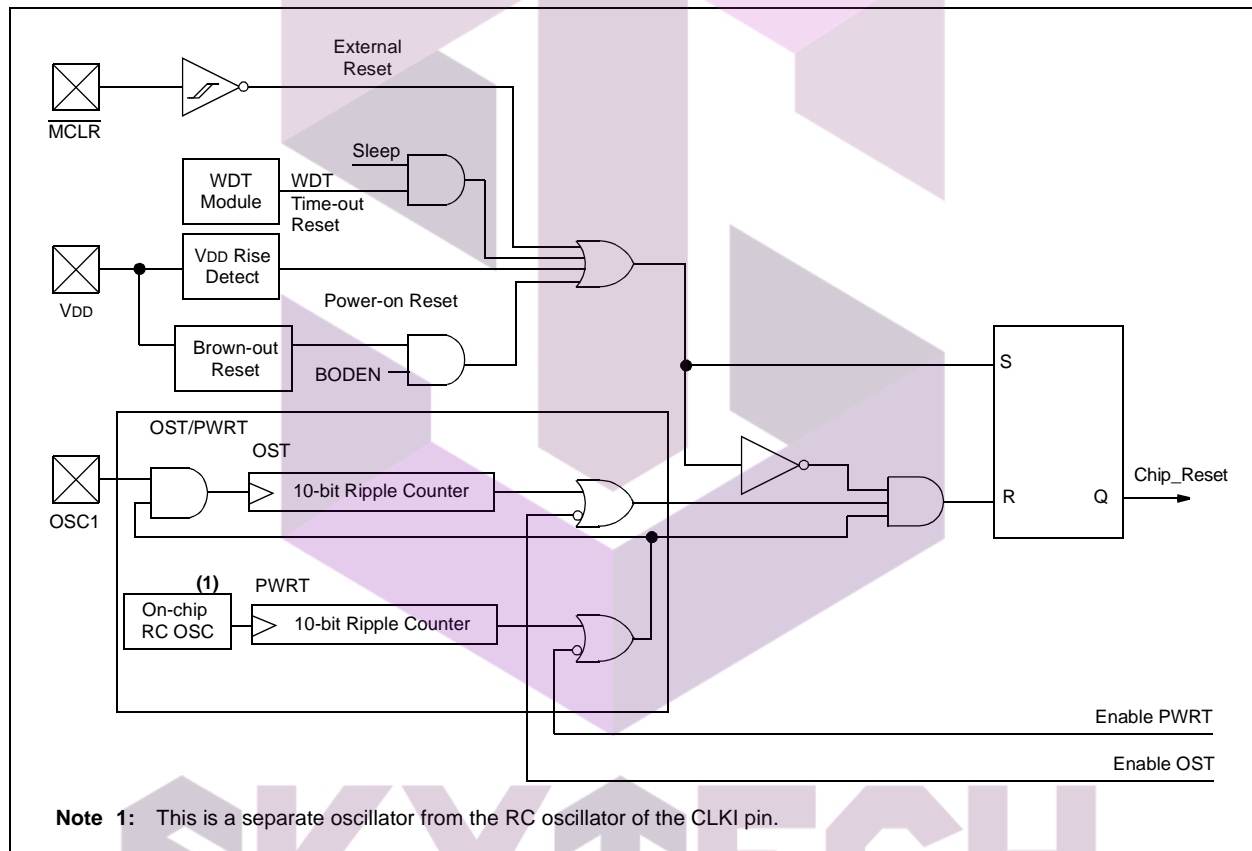 External
Reset
MCLR
Sleep
WDT
Module
WDT
Time-out
Reset
VDD Rise
Detect
VDD
Power-on Reset
Brown-out
Reset
BODEN
S
OST/PWRT
OST
10-bit Ripple Counter
OSC1
Chip_Reset
R
Q
(1)
PWRT
On-chip
RC OSC
10-bit Ripple Counter
Enable PWRT
Enable OST
Note 1: This is a separate oscillator from the RC oscillator of the CLKI pin.
SKYTECH